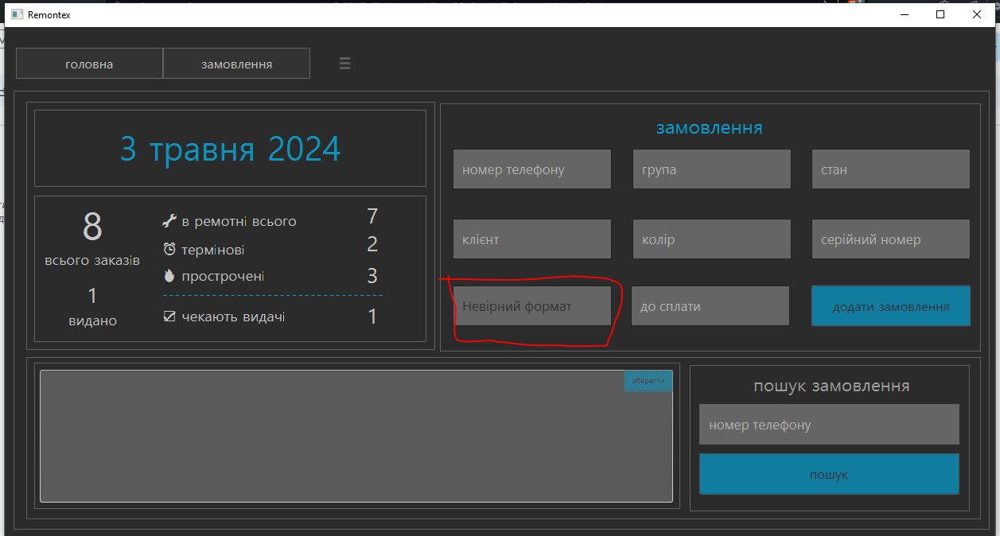 Remontex
головна
замовлення
3 травня 2024
8
всього заказів
1
видано
в ремотні всього 7
термінові 2
прострочені 3
чекають видачі 1
замовлення
номер телефону
група
стан
клієнт
колір
серійний номер
Невірний формат
до сплати
додати замовлення
зберегти
пошук замовлення
номер телефону
пошук